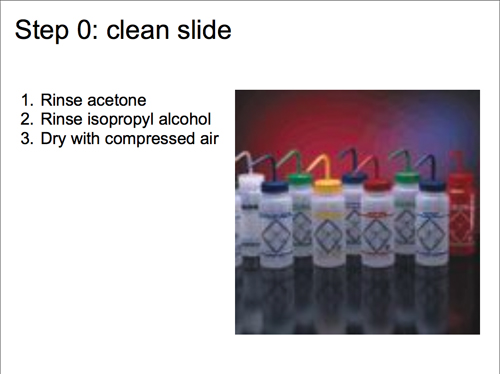 Step 0: clean slide
1. Rinse acetone
2. Rinse isopropyl alcohol
3. Dry with compressed air